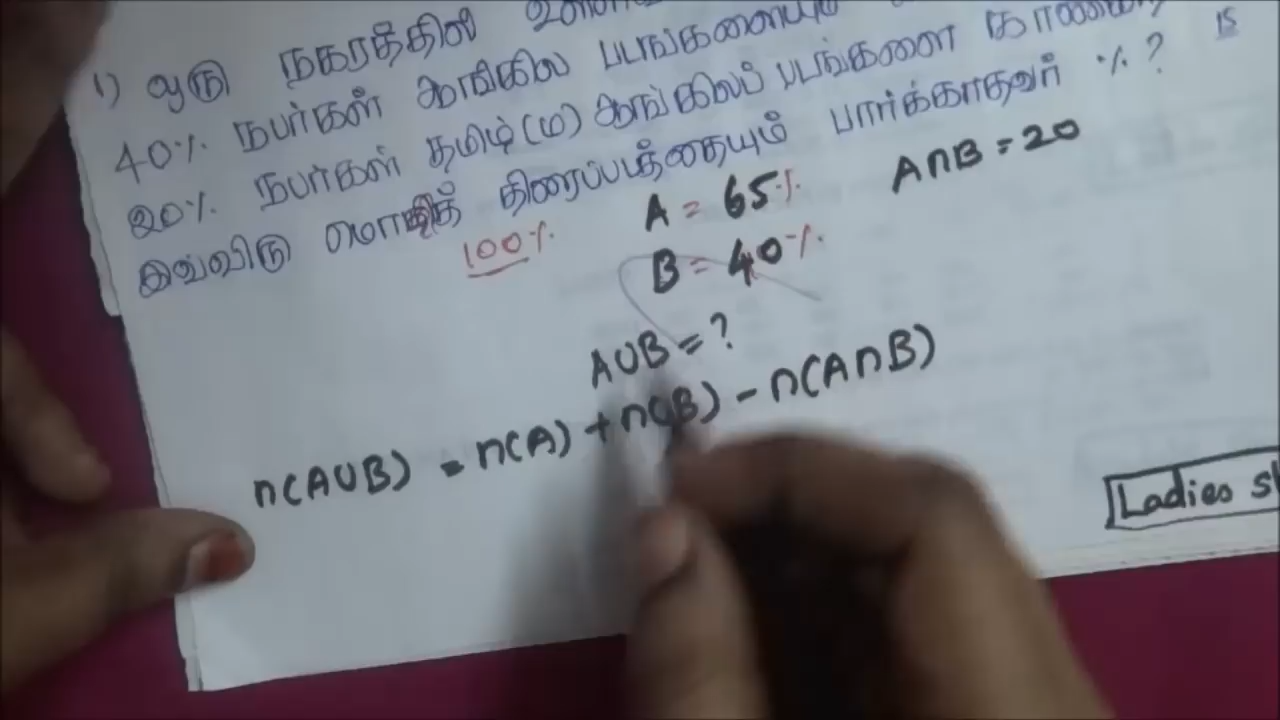 1) ஒரு நகரத்தில்
40% நபர்கள் ஆங்கில படங்களையும்
20% நபர்கள் தமிழ் (ம) ஆங்கிலப் படங்களை
இவ்விரு மொழித் திரைப்படத்தையும் பார்க்காதவர் % ?
15
100%
A = 65%
A∩B = 20
B = 40%
A∪B = ?
n(A∪B) = n(A) + n(B) - n(A∩B)
Ladies